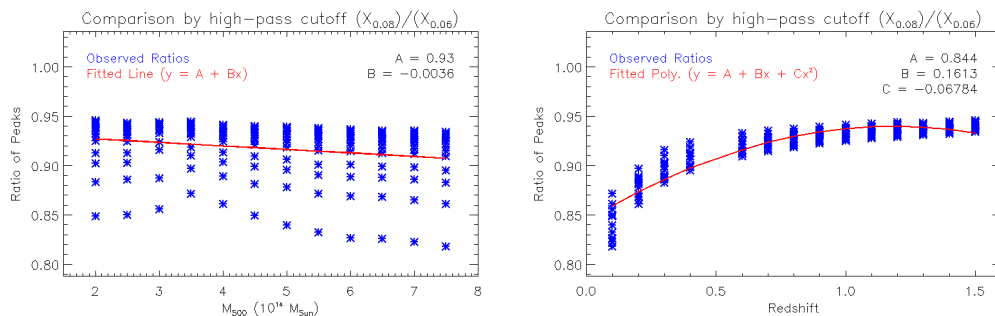 Comparison by high-pass cutoff (X0.08)/(X0.06)
Observed Ratios
A = 0.93
Fitted Line (y = A + Bx)
B = -0.0036
Ratio of Peaks
1.00
0.95
0.90
0.85
0.80
2 3 4 5 6 7 8
M500 (10¹⁴ MSun)
Comparison by high-pass cutoff (X0.08)/(X0.06)
Observed Ratios
A = 0.844
Fitted Poly. (y = A + Bx + Cx²)
B = 0.1613
C = -0.06784
Ratio of Peaks
1.00
0.95
0.90
0.85
0.80
0.0 0.5 1.0 1.5
Redshift